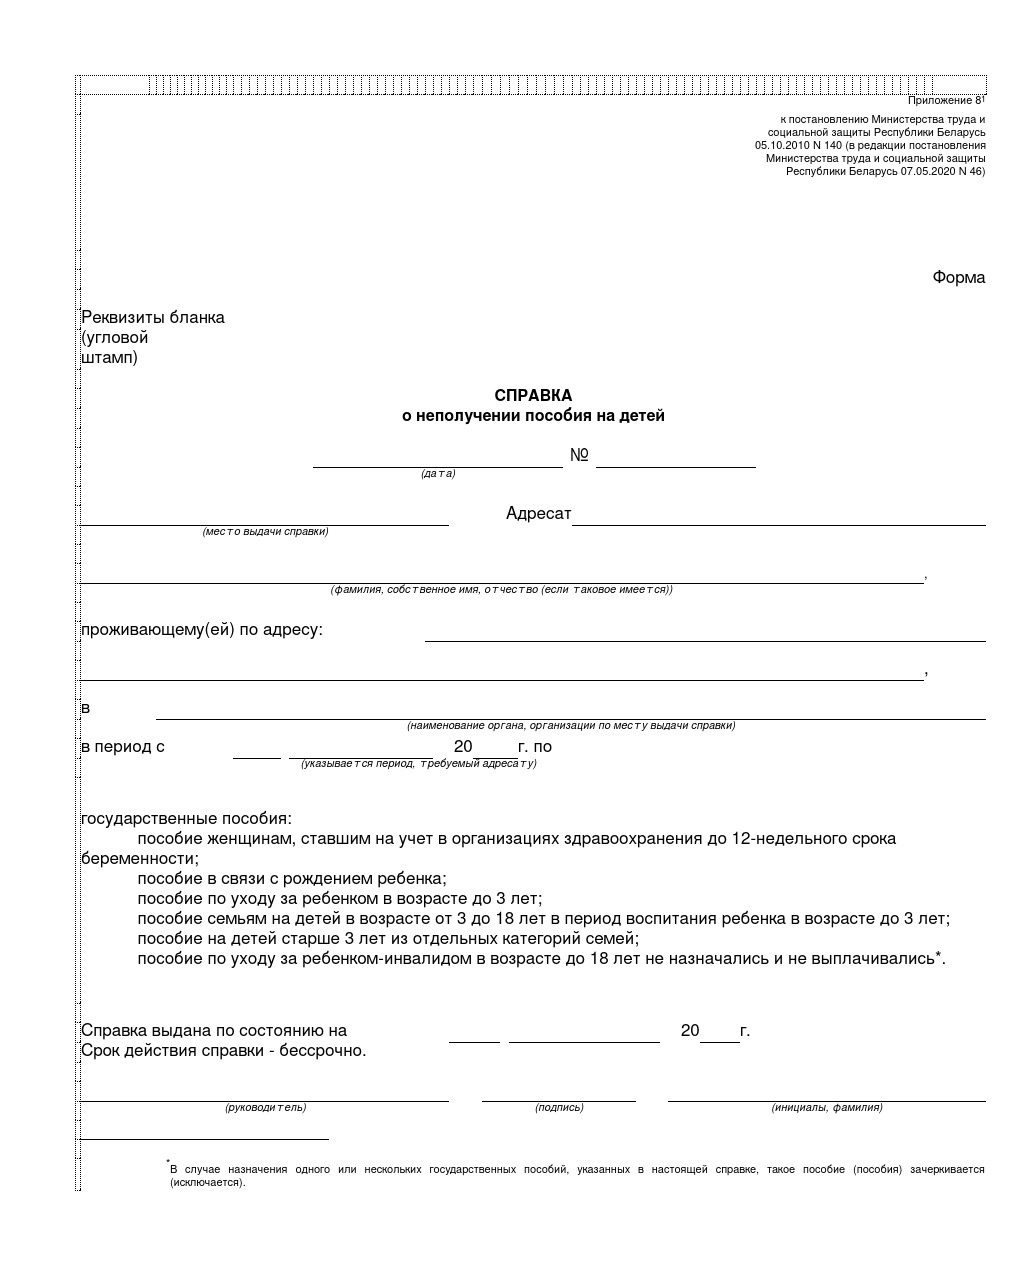 Приложение 8¹
к постановлению Министерства труда и
социальной защиты Республики Беларусь
05.10.2010 N 140 (в редакции постановления
Министерства труда и социальной защиты
Республики Беларусь 07.05.2020 N 46)
Форма
Реквизиты бланка
(угловой
штамп)
СПРАВКА
о неполучении пособия на детей
№
(дата)
Адресат
(место выдачи справки)
,
(фамилия, собственное имя, отчество (если таковое имеется))
проживающему(ей) по адресу:
,
в
(наименование органа, организации по месту выдачи справки)
в период с 20 г. по
(указывается период, требуемый адресату)
государственные пособия:
пособие женщинам, ставшим на учет в организациях здравоохранения до 12-недельного срока
беременности;
пособие в связи с рождением ребенка;
пособие по уходу за ребенком в возрасте до 3 лет;
пособие семьям на детей в возрасте от 3 до 18 лет в период воспитания ребенка в возрасте до 3 лет;
пособие на детей старше 3 лет из отдельных категорий семей;
пособие по уходу за ребенком-инвалидом в возрасте до 18 лет не назначались и не выплачивались*.
Справка выдана по состоянию на 20 г.
Срок действия справки - бессрочно.
(руководитель) (подпись) (инициалы, фамилия)
*В случае назначения одного или нескольких государственных пособий, указанных в настоящей справке, такое пособие (пособия) зачеркивается
(исключается).